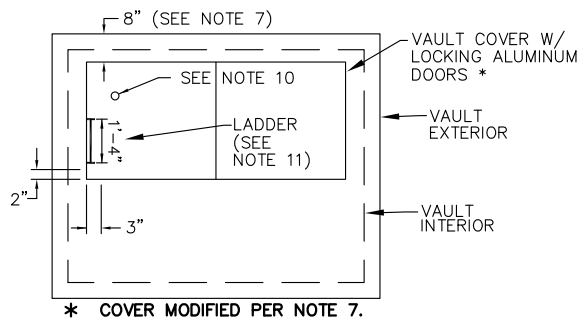 8" (SEE NOTE 7)
VAULT COVER W/
LOCKING ALUMINUM
DOORS *
SEE NOTE 10
VAULT
EXTERIOR
1'-4"
LADDER
(SEE
NOTE 11)
2"
3"
VAULT
INTERIOR
* COVER MODIFIED PER NOTE 7.